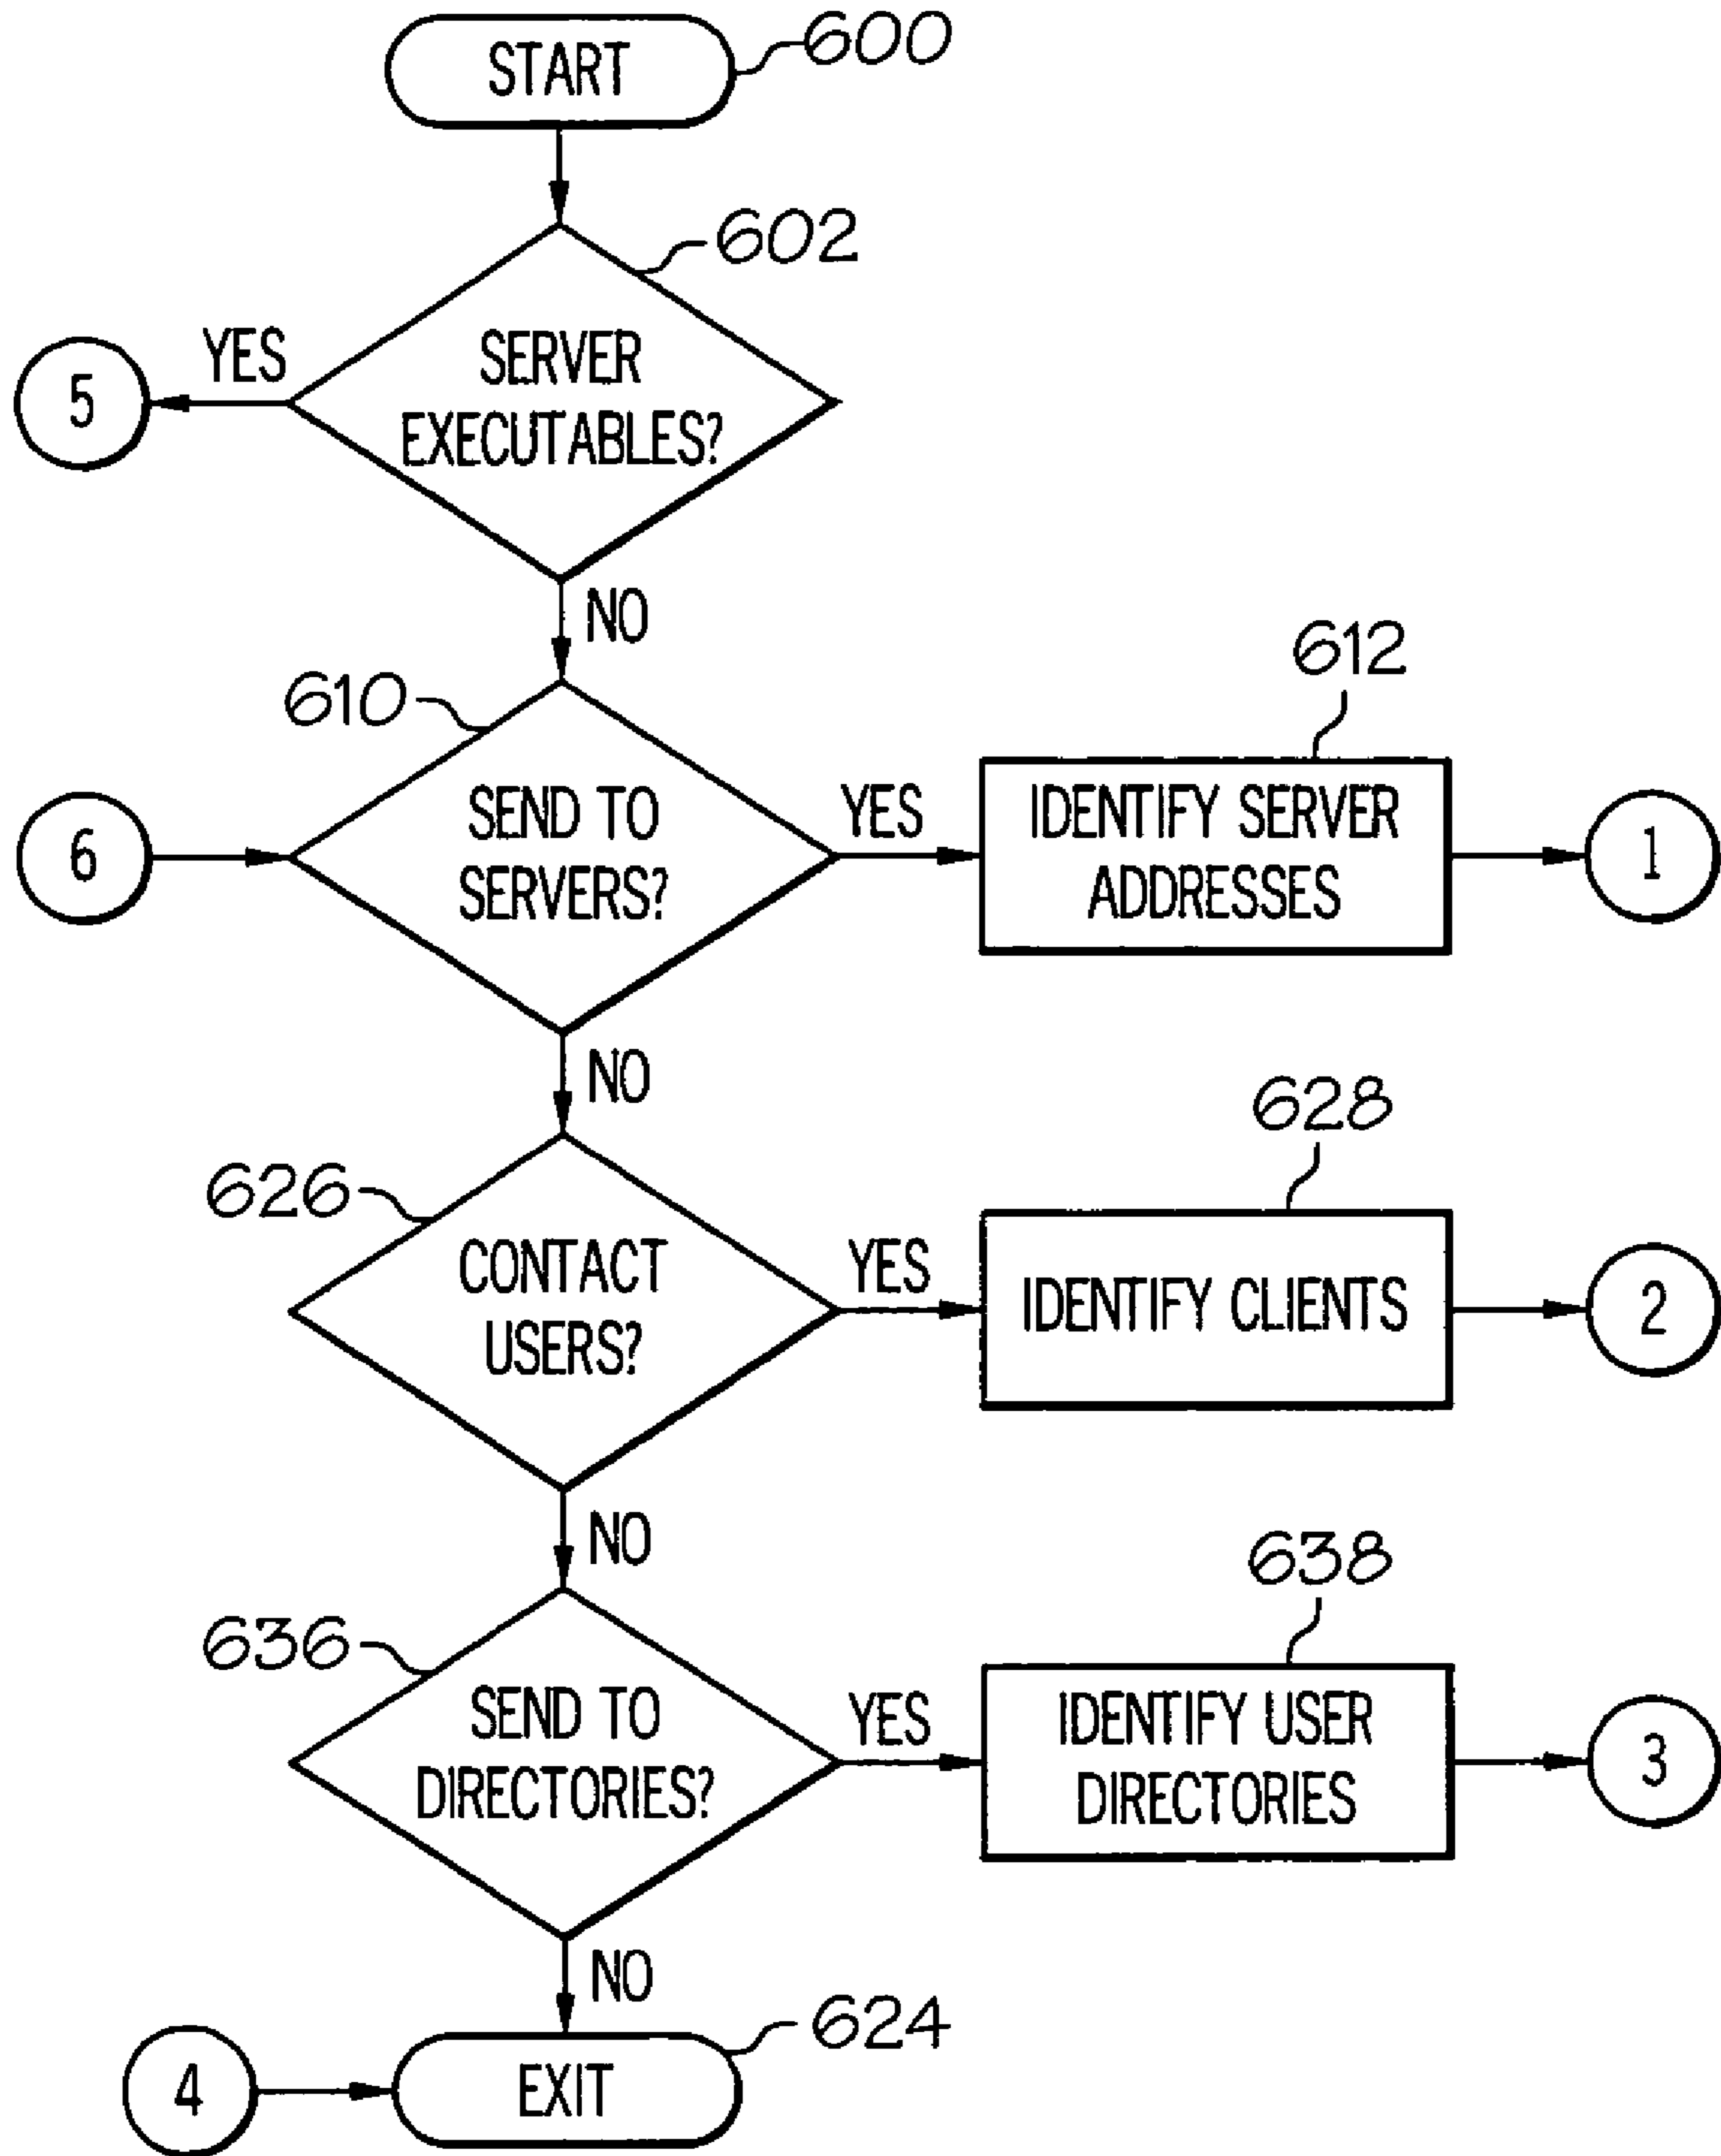 START
600
602
YES
5
SERVER
EXECUTABLES?
NO
610
612
6
SEND TO
SERVERS?
YES
IDENTIFY SERVER
ADDRESSES
1
NO
626
628
CONTACT
USERS?
YES
IDENTIFY CLIENTS
2
NO
636
638
SEND TO
DIRECTORIES?
YES
IDENTIFY USER
DIRECTORIES
3
NO
624
4
EXIT